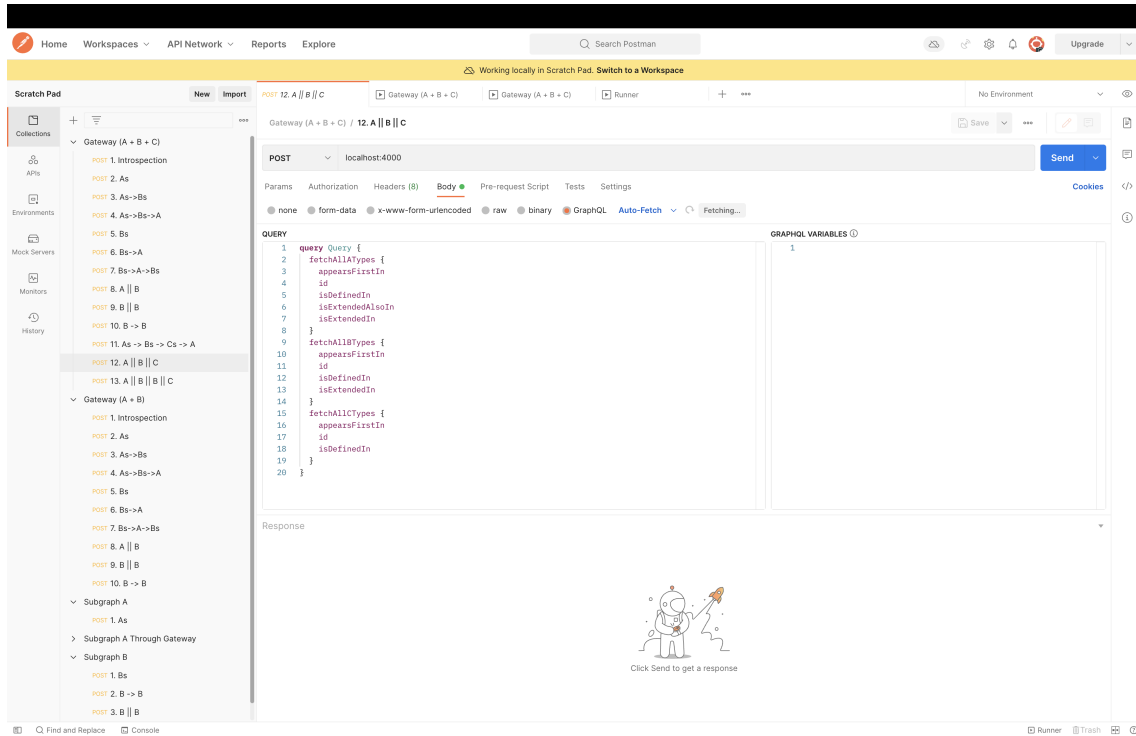 Home Workspaces API Network Reports Explore Search Postman Upgrade
Working locally in Scratch Pad. Switch to a Workspace
Scratch Pad New Import POST 12. A || B || C Gateway (A + B + C) Gateway (A + B + C) Runner No Environment
Gateway (A + B + C) / 12. A || B || C Save
POST localhost:4000 Send
Params Authorization Headers (8) Body Pre-request Script Tests Settings Cookies
none form-data x-www-form-urlencoded raw binary GraphQL Auto-Fetch Fetching...
Collections
APIs
Environments
Mock Servers
Monitors
History
Gateway (A + B + C)
POST 1. Introspection
POST 2. As
POST 3. As->Bs
POST 4. As->Bs->A
POST 5. Bs
POST 6. Bs->A
POST 7. Bs->A->Bs
POST 8. A || B
POST 9. B || B
POST 10. B -> B
POST 11. As -> Bs -> Cs -> A
POST 12. A || B || C
POST 13. A || B || B || C
Gateway (A + B)
POST 1. Introspection
POST 2. As
POST 3. As->Bs
POST 4. As->Bs->A
POST 5. Bs
POST 6. Bs->A
POST 7. Bs->A->Bs
POST 8. A || B
POST 9. B || B
POST 10. B -> B
Subgraph A
POST 1. As
Subgraph A Through Gateway
Subgraph B
POST 1. Bs
POST 2. B -> B
POST 3. B || B
QUERY
1 query Query {
2 fetchAllATypes {
3 appearsFirstIn
4 id
5 isDefinedIn
6 isExtendedAlsoIn
7 isExtendedIn
8 }
9 fetchAllBTypes {
10 appearsFirstIn
11 id
12 isDefinedIn
13 isExtendedIn
14 }
15 fetchAllCTypes {
16 appearsFirstIn
17 id
18 isDefinedIn
19 }
20 }
GRAPHQL VARIABLES
1
Response
Click Send to get a response
Find and Replace Console Runner Trash